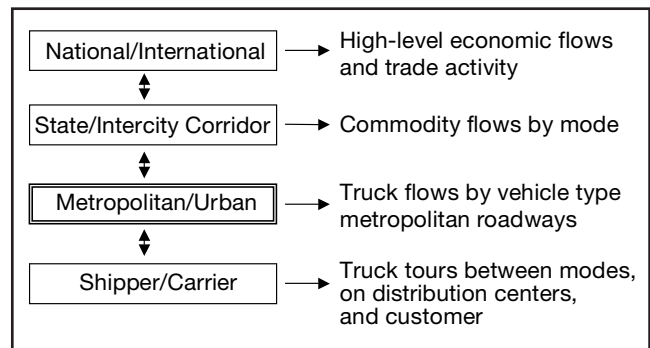 National/International
High-level economic flows
and trade activity
State/Intercity Corridor
Commodity flows by mode
Metropolitan/Urban
Truck flows by vehicle type
metropolitan roadways
Shipper/Carrier
Truck tours between modes,
on distribution centers,
and customer